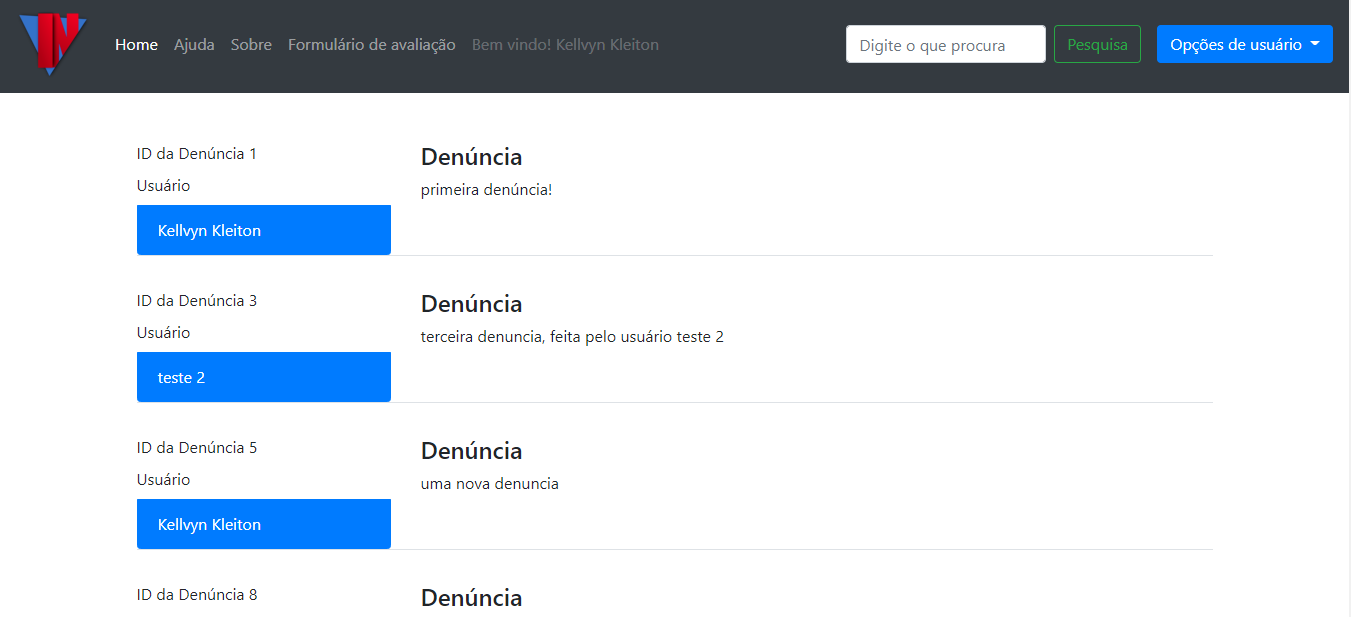 Home Ajuda Sobre Formulário de avaliação Bem vindo! Kellvyn Kleiton Digite o que procura Pesquisa Opções de usuário
ID da Denúncia 1
Usuário
Kellvyn Kleiton
Denúncia
primeira denúncia!
ID da Denúncia 3
Usuário
teste 2
Denúncia
terceira denuncia, feita pelo usuário teste 2
ID da Denúncia 5
Usuário
Kellvyn Kleiton
Denúncia
uma nova denuncia
ID da Denúncia 8
Denúncia